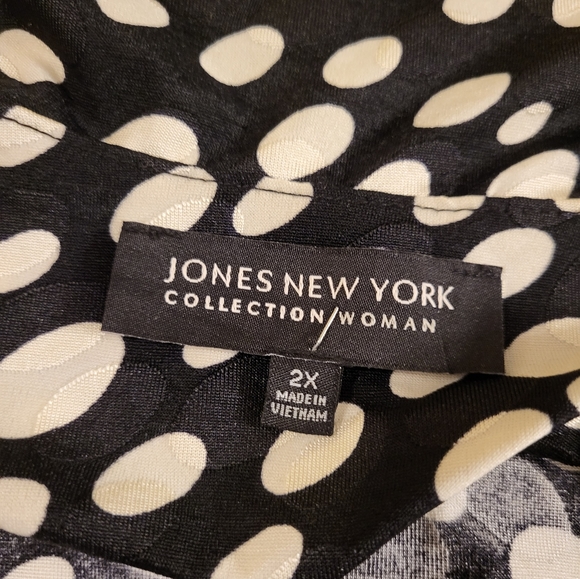 JONES NEW YORK
COLLECTION/WOMAN
2X
MADE IN
VIETNAM